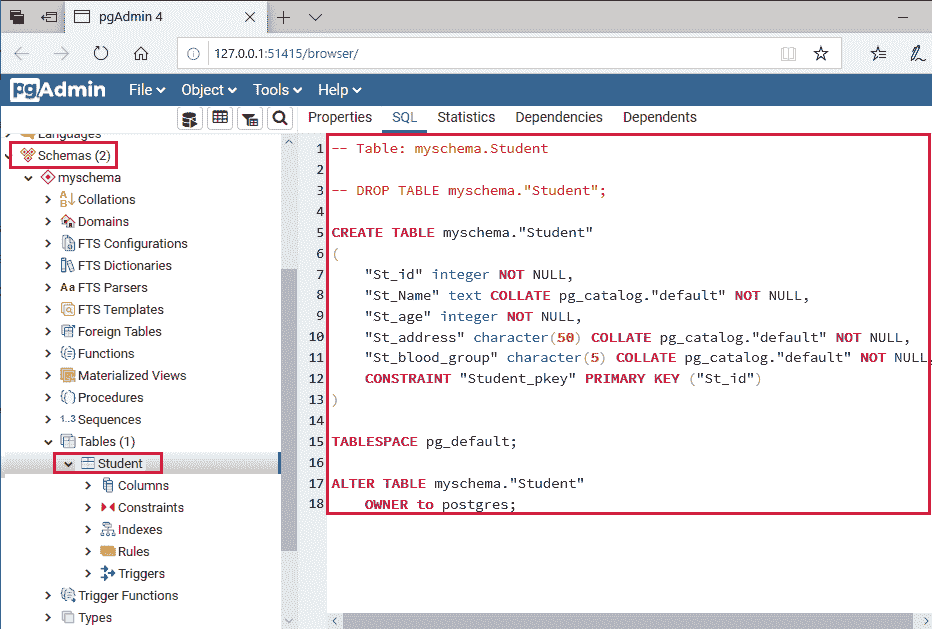 pgAdmin 4
127.0.0.1:51415/browser/
pgAdmin File Object Tools Help
Properties SQL Statistics Dependencies Dependents
Languages
Schemas (2)
myschema
Collations
Domains
FTS Configurations
FTS Dictionaries
Aa FTS Parsers
FTS Templates
Foreign Tables
Functions
Materialized Views
Procedures
1..3 Sequences
Tables (1)
Student
Columns
Constraints
Indexes
Rules
Triggers
Trigger Functions
Types
1 -- Table: myschema.Student
2
3 -- DROP TABLE myschema."Student";
4
5 CREATE TABLE myschema."Student"
6 (
7 "St_id" integer NOT NULL,
8 "St_Name" text COLLATE pg_catalog."default" NOT NULL,
9 "St_age" integer NOT NULL,
10 "St_address" character(50) COLLATE pg_catalog."default" NOT NULL,
11 "St_blood_group" character(5) COLLATE pg_catalog."default" NOT NULL,
12 CONSTRAINT "Student_pkey" PRIMARY KEY ("St_id")
13 )
14
15 TABLESPACE pg_default;
16
17 ALTER TABLE myschema."Student"
18 OWNER to postgres;